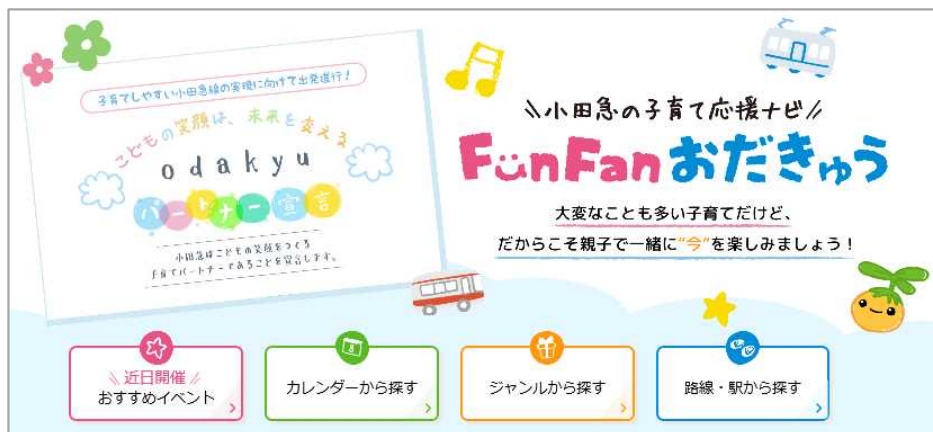 子育てしやすい小田急線の実現に向けて出発進行！
こどもの笑顔は、未来を変える
odakyu
パートナー宣言
小田急はこどもの笑顔をつくる
子育てパートナーであることを宣言します。
\\小田急の子育て応援ナビ//
FunFanおだきゅう
大変なことも多い子育てだけど、
だからこそ親子で一緒に“今”を楽しみましょう！
\\近日開催//
おすすめイベント
8
カレンダーから探す
ジャンルから探す
路線・駅から探す